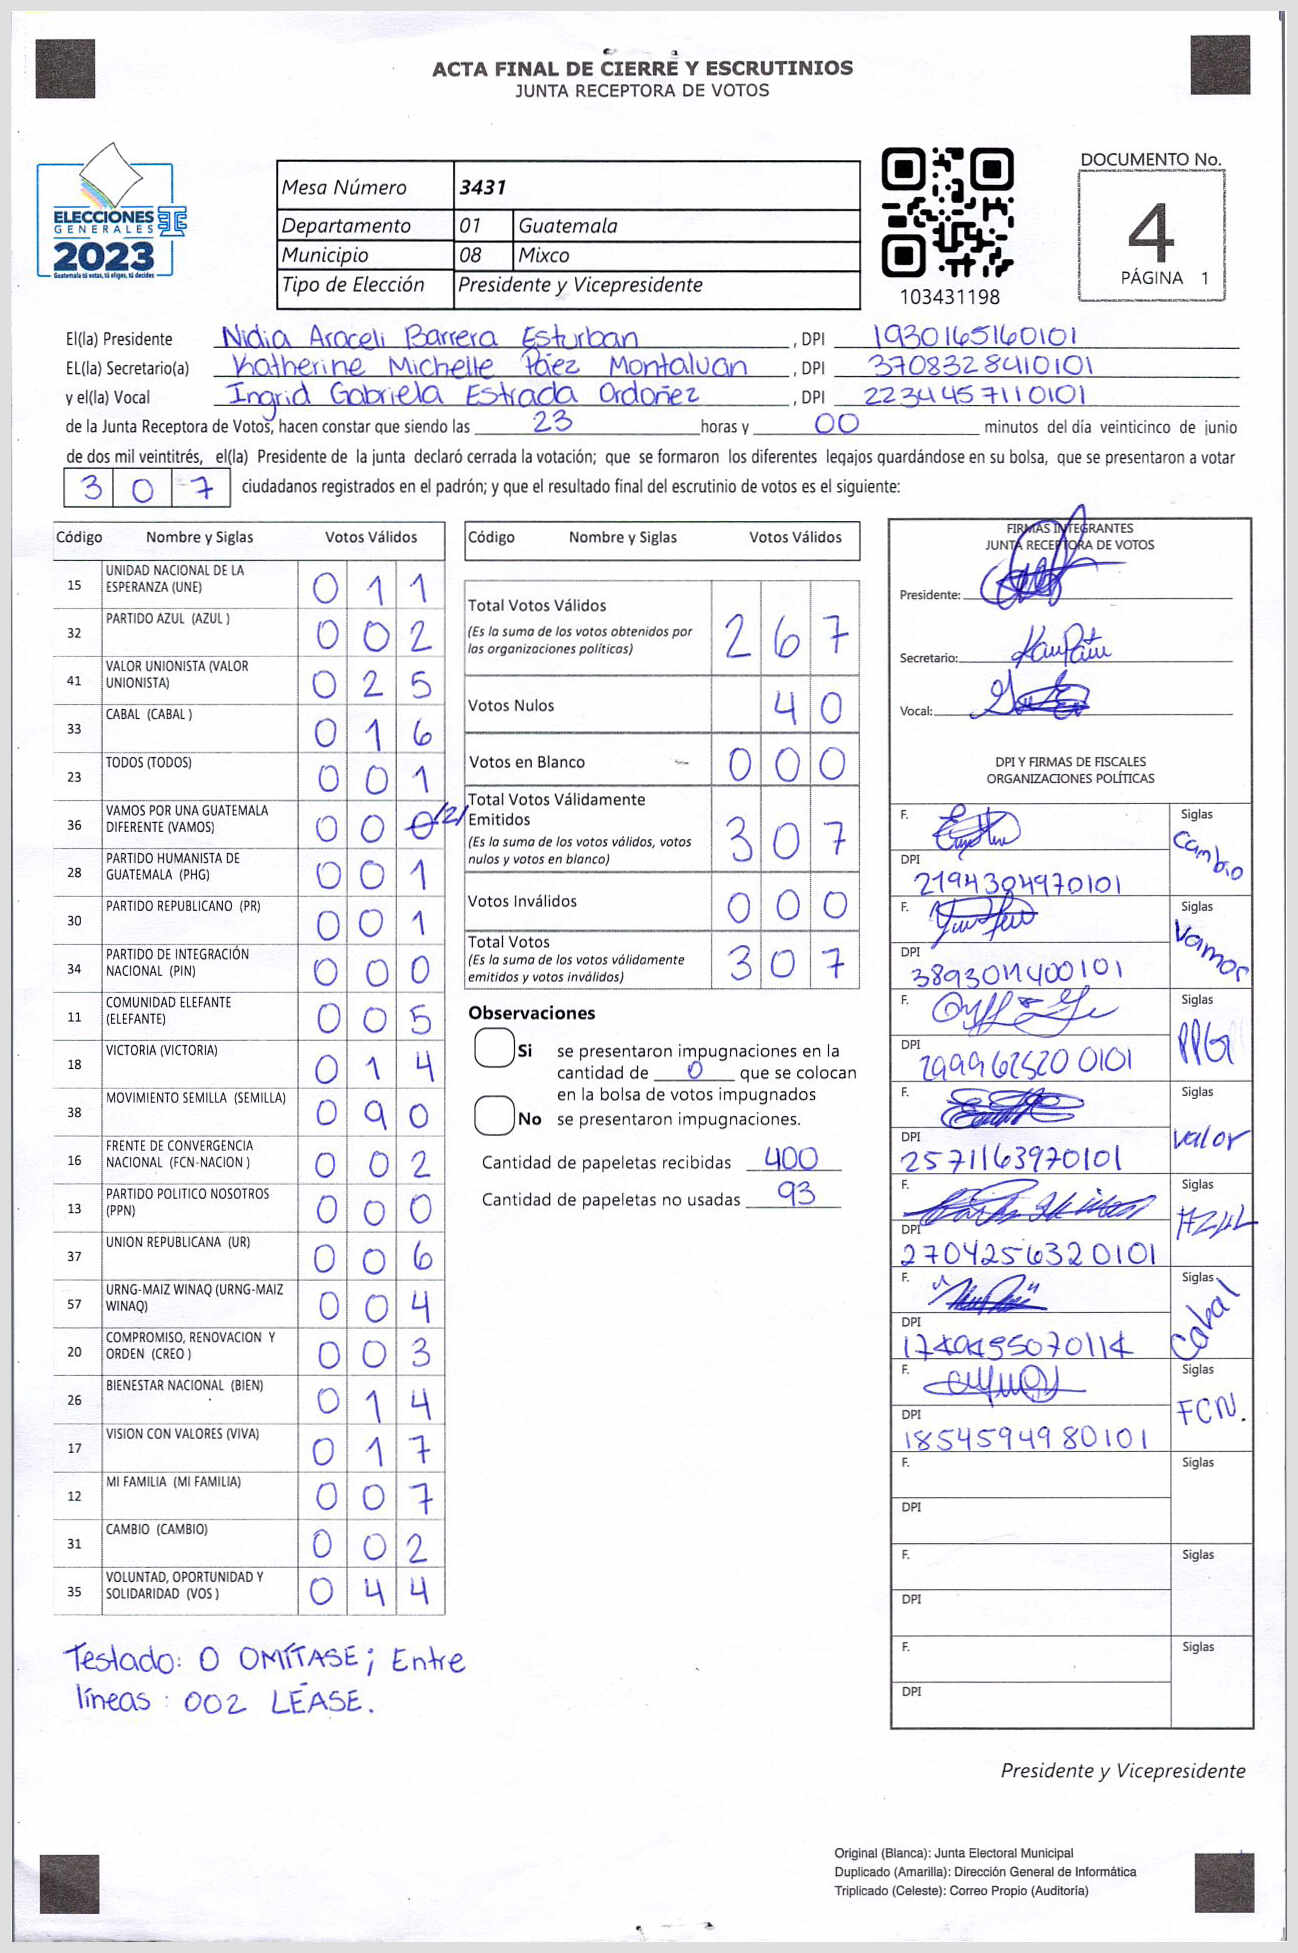 ACTA FINAL DE CIERRE Y ESCRUTINIOS
JUNTA RECEPTORA DE VOTOS
ELECCIONES
GENERALES
2023
Guatemala tú votas, tú eliges, tú decides
Mesa Número 3431
Departamento 01 Guatemala
Municipio 08 Mixco
Tipo de Elección Presidente y Vicepresidente
103431198
DOCUMENTO No.
4
PÁGINA 1
El(la) Presidente Nidia Araceli Barrera Esturban , DPI 1930165160101
EL(la) Secretario(a) Katherine Michelle Páez Montaluan , DPI 3708328410101
y el(la) Vocal Ingrid Gabriela Estrada Ordoñez , DPI 2234457110101
de la Junta Receptora de Votos, hacen constar que siendo las 23 horas y 00 minutos del día veinticinco de junio
de dos mil veintitrés, el(la) Presidente de la junta declaró cerrada la votación; que se formaron los diferentes legajos guardándose en su bolsa, que se presentaron a votar
3 0 7 ciudadanos registrados en el padrón; y que el resultado final del escrutinio de votos es el siguiente:
Código Nombre y Siglas Votos Válidos
15 UNIDAD NACIONAL DE LA ESPERANZA (UNE) 0 1 1
32 PARTIDO AZUL (AZUL ) 0 0 2
41 VALOR UNIONISTA (VALOR UNIONISTA) 0 2 5
33 CABAL (CABAL ) 0 1 6
23 TODOS (TODOS) 0 0 1
36 VAMOS POR UNA GUATEMALA DIFERENTE (VAMOS) 0 0 0 /2/
28 PARTIDO HUMANISTA DE GUATEMALA (PHG) 0 0 1
30 PARTIDO REPUBLICANO (PR) 0 0 1
34 PARTIDO DE INTEGRACIÓN NACIONAL (PIN) 0 0 0
11 COMUNIDAD ELEFANTE (ELEFANTE) 0 0 5
18 VICTORIA (VICTORIA) 0 1 4
38 MOVIMIENTO SEMILLA (SEMILLA) 0 9 0
16 FRENTE DE CONVERGENCIA NACIONAL (FCN-NACION ) 0 0 2
13 PARTIDO POLITICO NOSOTROS (PPN) 0 0 0
37 UNION REPUBLICANA (UR) 0 0 6
57 URNG-MAIZ WINAQ (URNG-MAIZ WINAQ) 0 0 4
20 COMPROMISO, RENOVACION Y ORDEN (CREO ) 0 0 3
26 BIENESTAR NACIONAL (BIEN) 0 1 4
17 VISION CON VALORES (VIVA) 0 1 7
12 MI FAMILIA (MI FAMILIA) 0 0 7
31 CAMBIO (CAMBIO) 0 0 2
35 VOLUNTAD, OPORTUNIDAD Y SOLIDARIDAD (VOS ) 0 4 4
Testado: 0 OMÍTASE; Entre
líneas: 002 LÉASE.
Código Nombre y Siglas Votos Válidos
Total Votos Válidos 2 6 7
(Es la suma de los votos obtenidos por
las organizaciones políticas)
Votos Nulos 4 0
Votos en Blanco 0 0 0
Total Votos Válidamente
Emitidos 3 0 7
(Es la suma de los votos válidos, votos
nulos y votos en blanco)
Votos Inválidos 0 0 0
Total Votos 3 0 7
(Es la suma de los votos válidamente
emitidos y votos inválidos)
Observaciones
Si se presentaron impugnaciones en la
cantidad de 0 que se colocan
en la bolsa de votos impugnados
No se presentaron impugnaciones.
Cantidad de papeletas recibidas 400
Cantidad de papeletas no usadas 93
FIRMAS INTEGRANTES
JUNTA RECEPTORA DE VOTOS
Presidente:
Secretario:
Vocal:
DPI Y FIRMAS DE FISCALES
ORGANIZACIONES POLÍTICAS
F. Siglas Cambio
DPI 2194304970101
F. Siglas Vamos
DPI 3893011400101
F. Siglas PPG
DPI 2999625200101
F. Siglas Valor
DPI 2571163970101
F. Siglas AZUL
DPI 2704256320101
F. Siglas Cabal
DPI
F. Siglas FCN.
DPI 1854594980101
F. Siglas
DPI
F. Siglas
DPI
F. Siglas
DPI
Presidente y Vicepresidente
Original (Blanca): Junta Electoral Municipal
Duplicado (Amarilla): Dirección General de Informática
Triplicado (Celeste): Correo Propio (Auditoría)